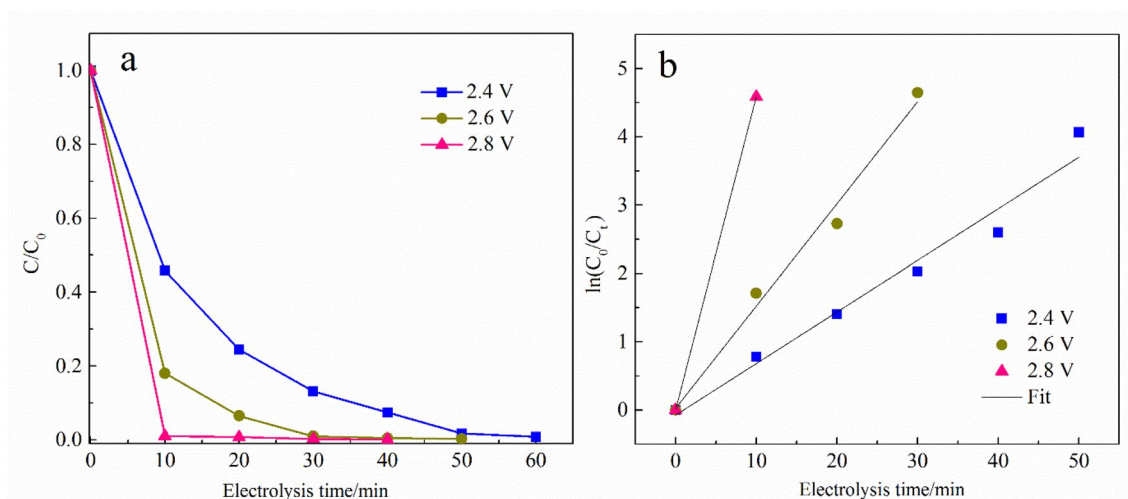 a
1.0
0.8
0.6
0.4
0.2
0.0
C/C₀
2.4 V
2.6 V
2.8 V
0 10 20 30 40 50 60
Electrolysis time/min
b
5
4
3
2
1
0
ln(C₀/Cₜ)
2.4 V
2.6 V
2.8 V
Fit
0 10 20 30 40 50
Electrolysis time/min